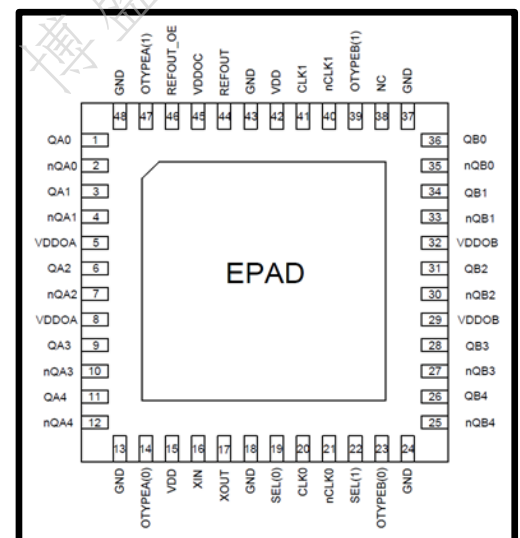 博
GND
OTYPEA(1)
REFOUT_OE
VDDOC
REFOUT
GND
VDD
CLK1
nCLK1
OTYPEB(1)
NC
GND
48
47
46
45
44
43
42
41
40
39
38
37
QA0 1
36 QB0
nQA0 2
35 nQB0
QA1 3
34 QB1
nQA1 4
33 nQB1
VDDOA 5
32 VDDOB
QA2 6
31 QB2
EPAD
nQA2 7
30 nQB2
VDDOA 8
29 VDDOB
QA3 9
28 QB3
nQA3 10
27 nQB3
QA4 11
26 QB4
nQA4 12
25 nQB4
13
14
15
16
17
18
19
20
21
22
23
24
GND
OTYPEA(0)
VDD
XIN
XOUT
GND
SEL(0)
CLK0
nCLK0
SEL(1)
OTYPEB(0)
GND